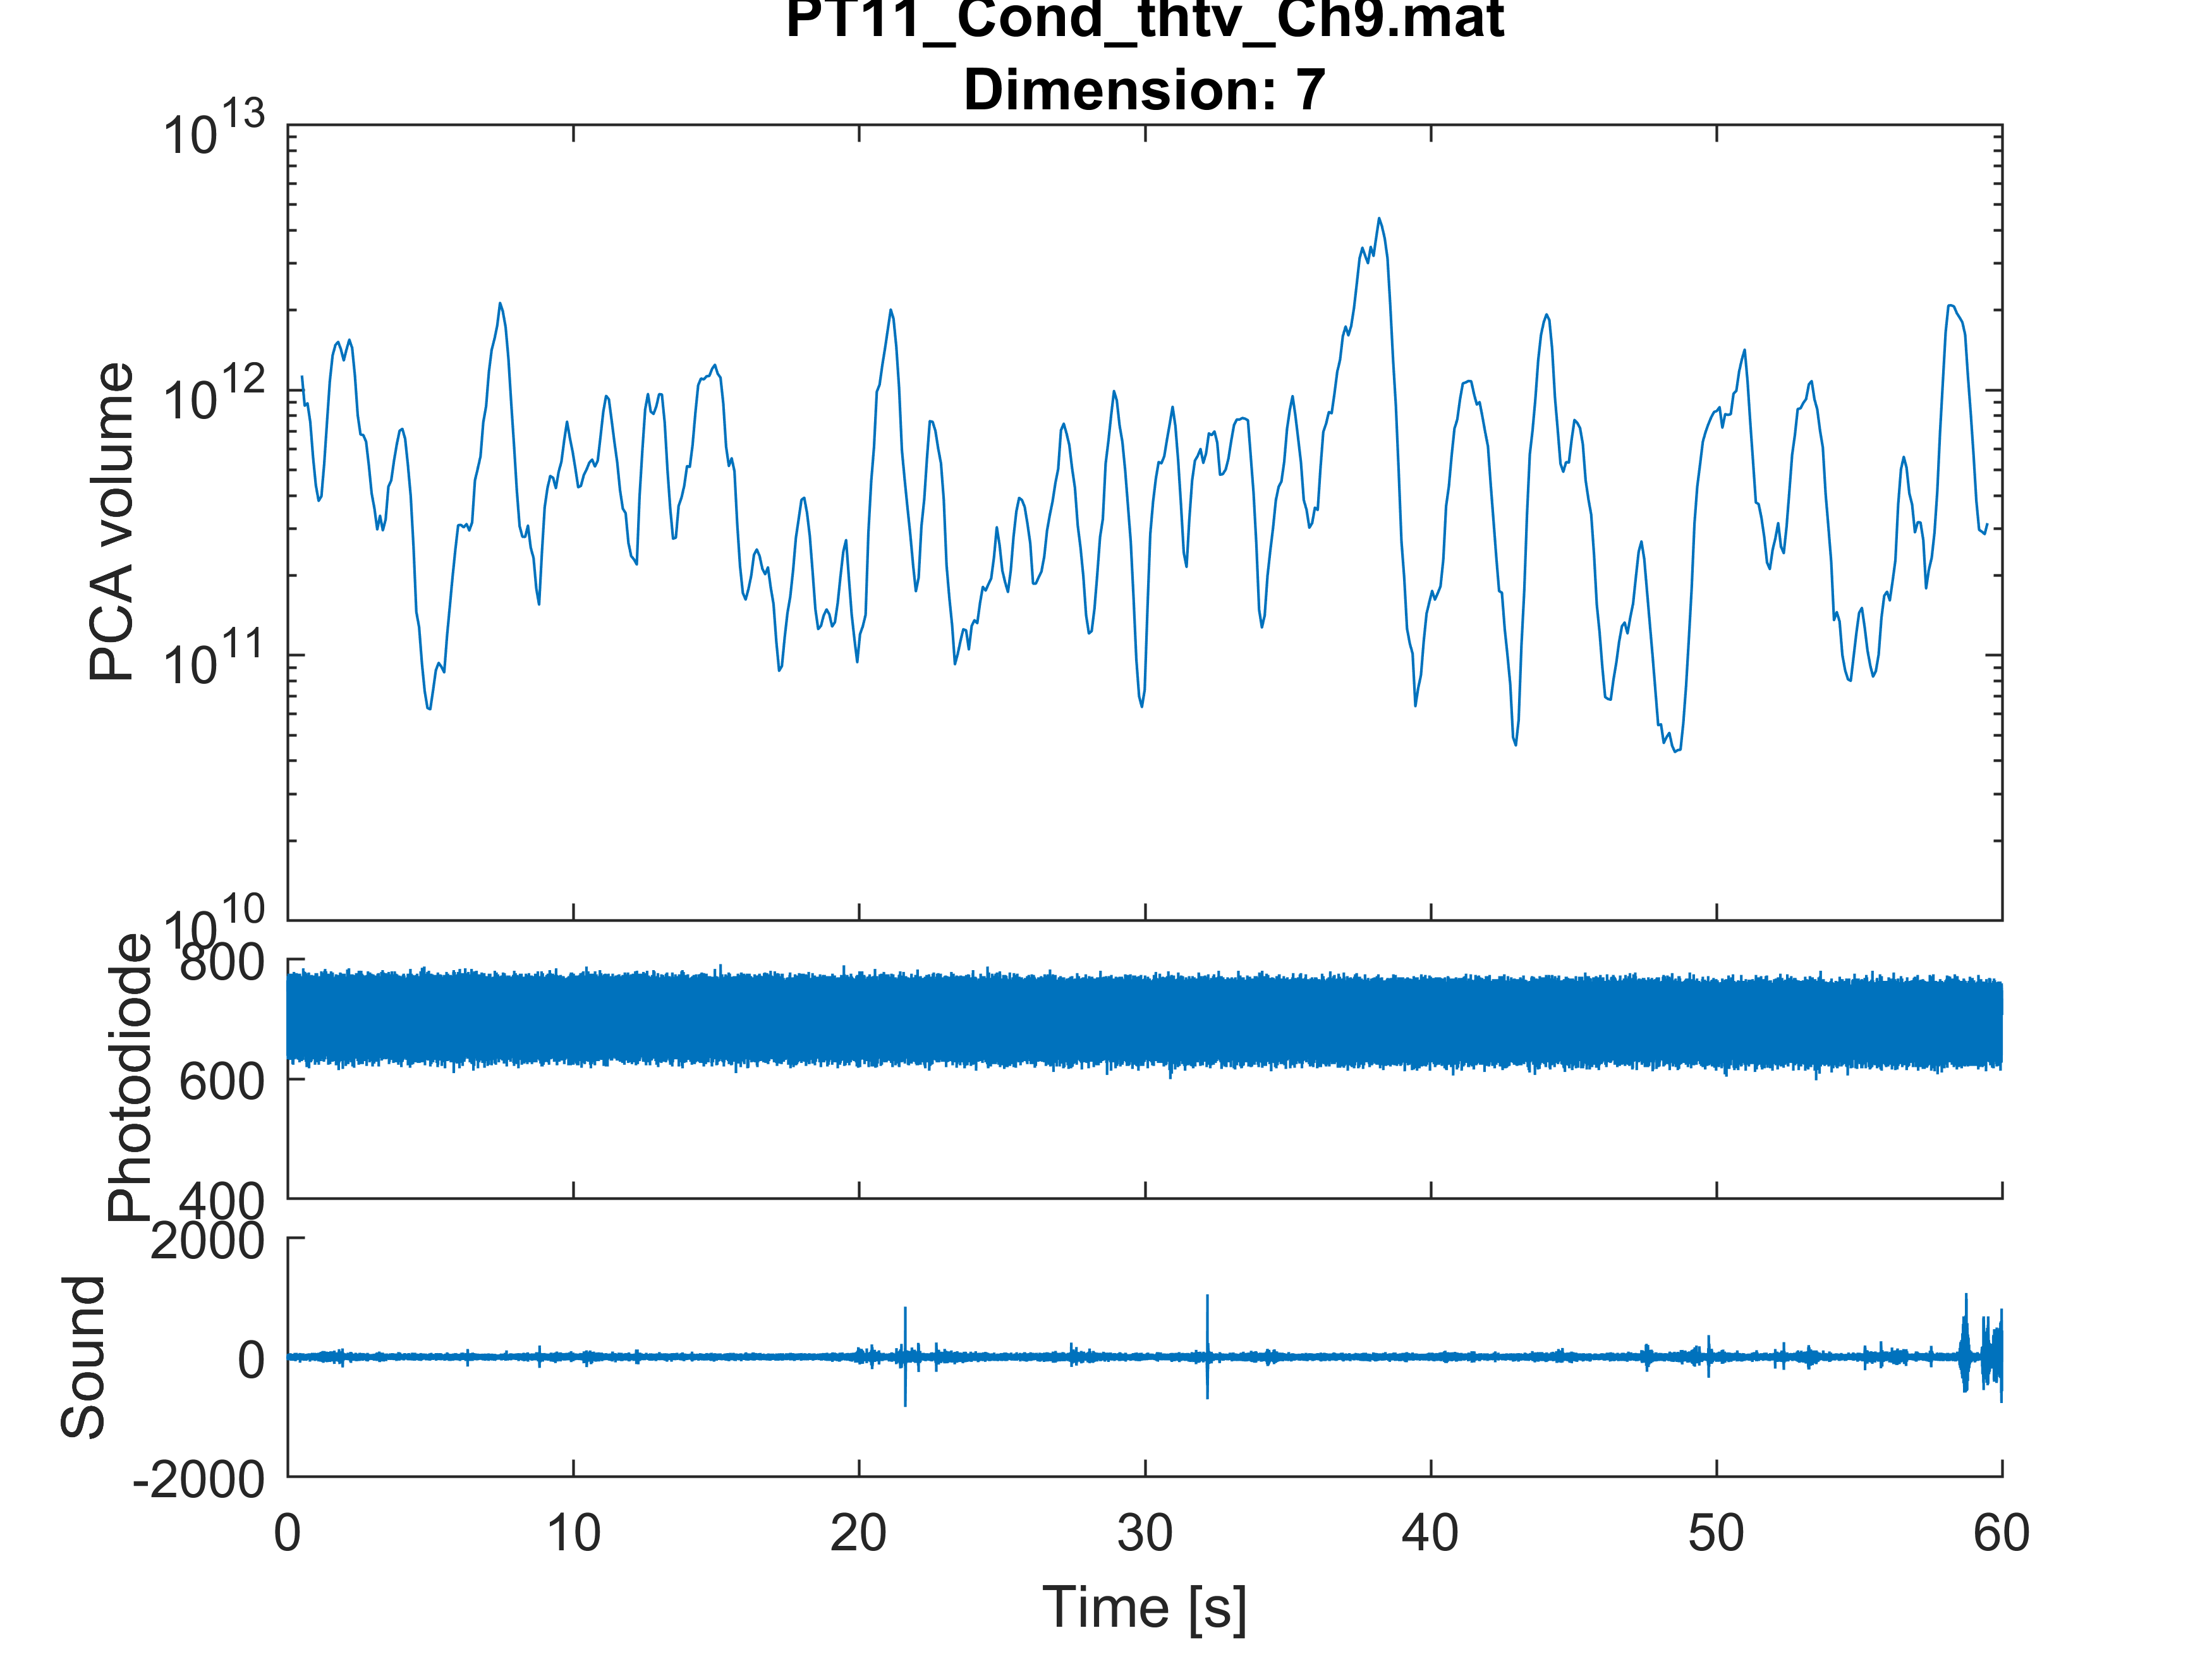 PT11_Cond_thtv_Ch9.mat
Dimension: 7
PCA volume
10^13
10^12
10^11
10^10
Photodiode
800
600
400
Sound
2000
0
-2000
0 10 20 30 40 50 60
Time [s]